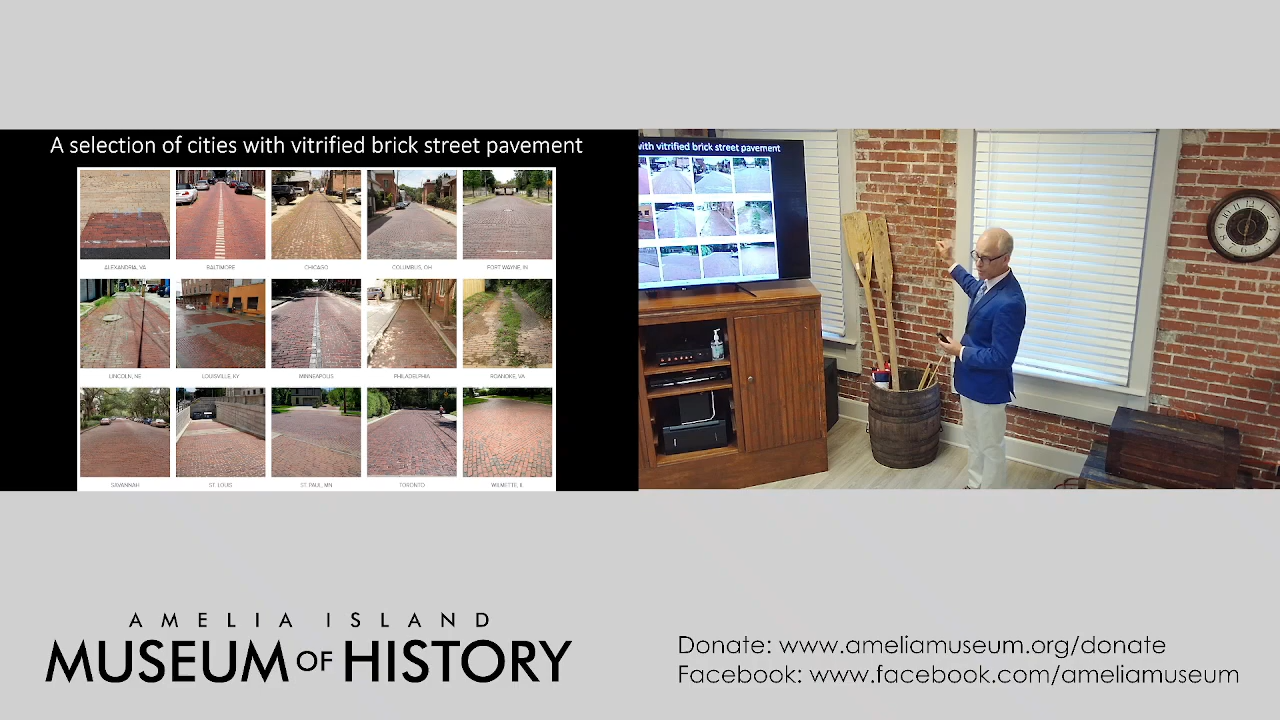 A selection of cities with vitrified brick street pavement
ALEXANDRIA, VA
BALTIMORE
CHICAGO
COLUMBUS, OH
FORT WAYNE, IN
LINCOLN, NE
LOUISVILLE, KY
MINNEAPOLIS
PHILADELPHIA
ROANOKE, VA
SAVANNAH
ST. LOUIS
ST. PAUL, MN
TORONTO
WILMETTE, IL
with vitrified brick street pavement
AMELIA ISLAND
MUSEUM OF HISTORY
Donate: www.ameliamuseum.org/donate
Facebook: www.facebook.com/ameliamuseum